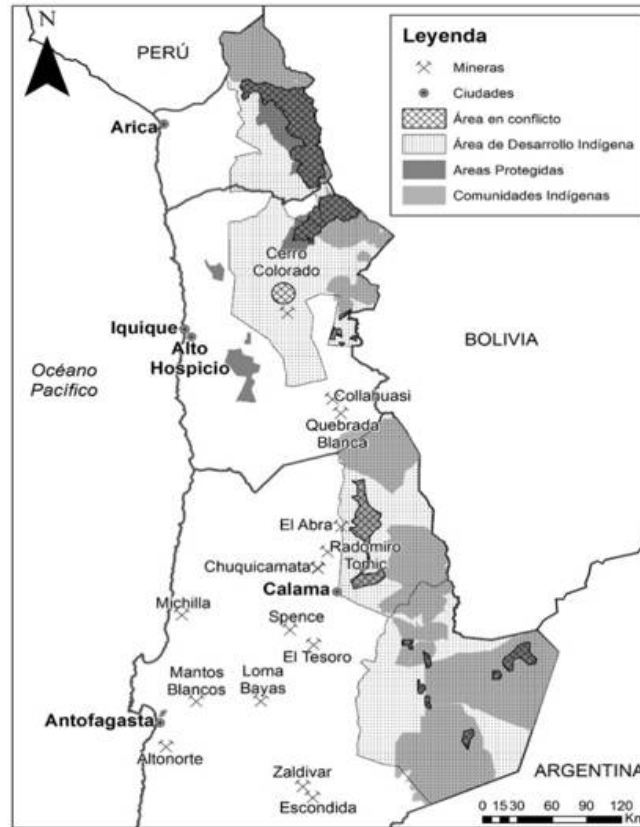 N
PERÚ
Leyenda
Mineras
Ciudades
Área en conflicto
Área de Desarrollo Indígena
Areas Protegidas
Comunidades Indígenas
Arica
Cerro
Colorado
Iquique
Alto
Hospicio
BOLIVIA
Océano
Pacífico
Collahuasi
Quebrada
Blanca
El Abra
Radomiro
Tomic
Chuquicamata
Calama
Michilla
Spence
El Tesoro
Mantos
Blancos
Loma
Bayas
Antofagasta
Altonorte
Zaldivar
Escondida
ARGENTINA
0 15 30 60 90 120
Km